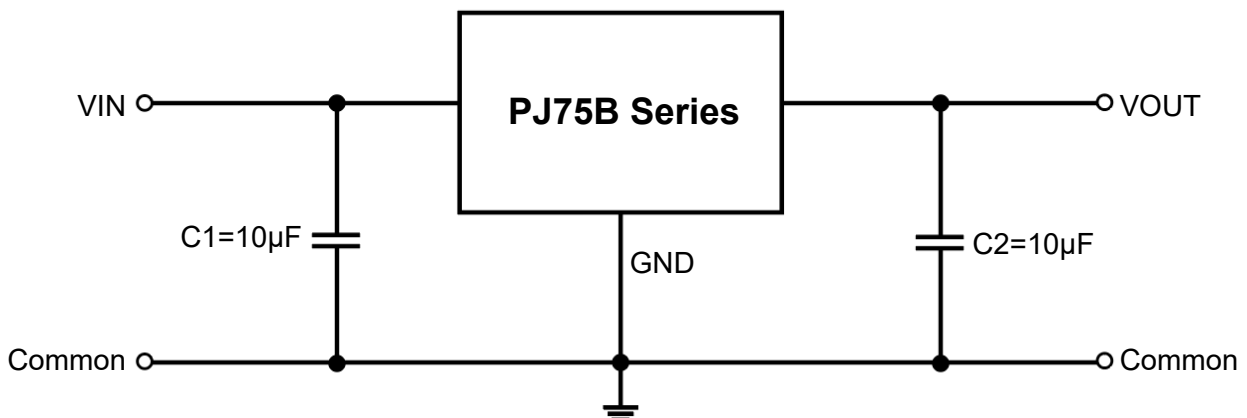 PJ75B Series
VIN
VOUT
C1=10µF
GND
C2=10µF
Common
Common